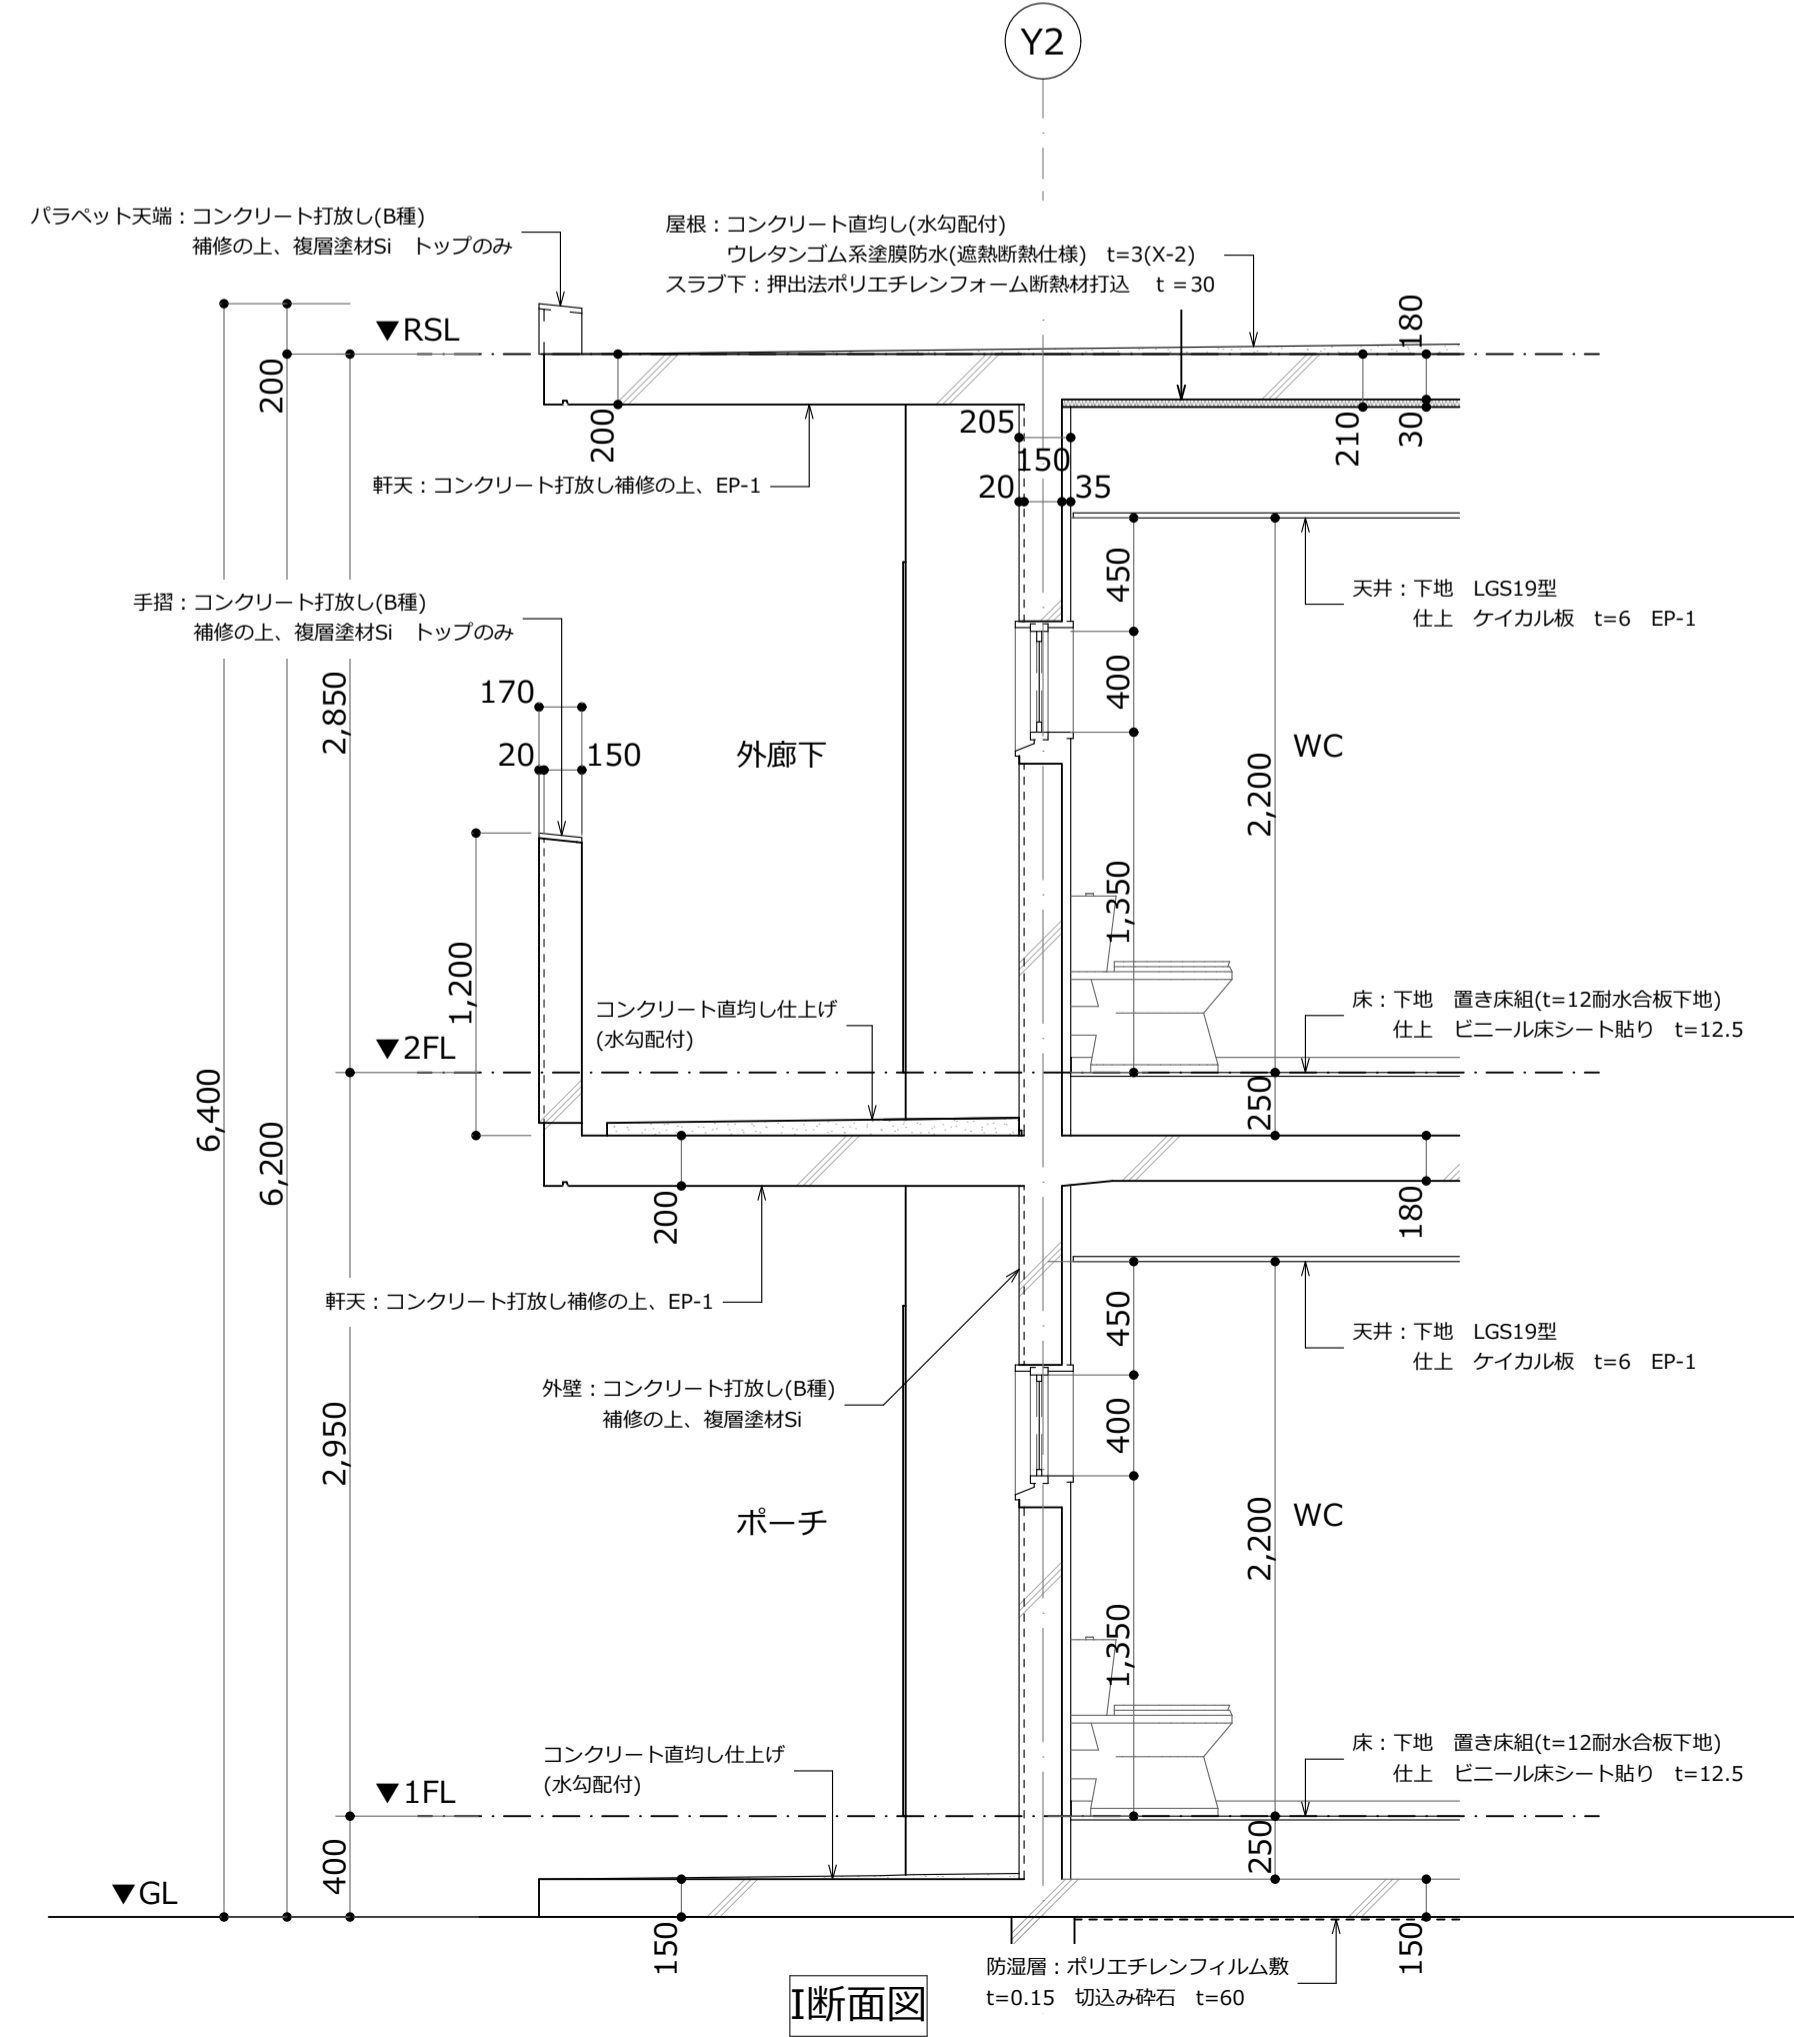 Y2
パラペット天端：コンクリート打放し(B種)
補修の上、複層塗材Si　トップのみ
屋根：コンクリート直均し(水勾配付)
ウレタンゴム系塗膜防水(遮熱断熱仕様)　t=3(X-2)
スラブ下：押出法ポリエチレンフォーム断熱材打込　t＝30
▼RSL
180
200
200
205
150
20
35
210
30
軒天：コンクリート打放し補修の上、EP-1
450
天井：下地　LGS19型
仕上　ケイカル板　t=6　EP-1
手摺：コンクリート打放し(B種)
補修の上、複層塗材Si　トップのみ
2,850
170
20
150
400
外廊下
2,200
WC
1,350
1,200
コンクリート直均し仕上げ
(水勾配付)
床：下地　置き床組(t=12耐水合板下地)
仕上　ビニール床シート貼り　t=12.5
▼2FL
6,400
6,200
250
200
180
軒天：コンクリート打放し補修の上、EP-1
450
天井：下地　LGS19型
仕上　ケイカル板　t=6　EP-1
外壁：コンクリート打放し(B種)
補修の上、複層塗材Si
2,950
400
ポーチ
2,200
WC
1,350
コンクリート直均し仕上げ
(水勾配付)
床：下地　置き床組(t=12耐水合板下地)
仕上　ビニール床シート貼り　t=12.5
▼1FL
400
250
▼GL
150
150
防湿層：ポリエチレンフィルム敷
t=0.15　切込み砕石　t=60
I断面図